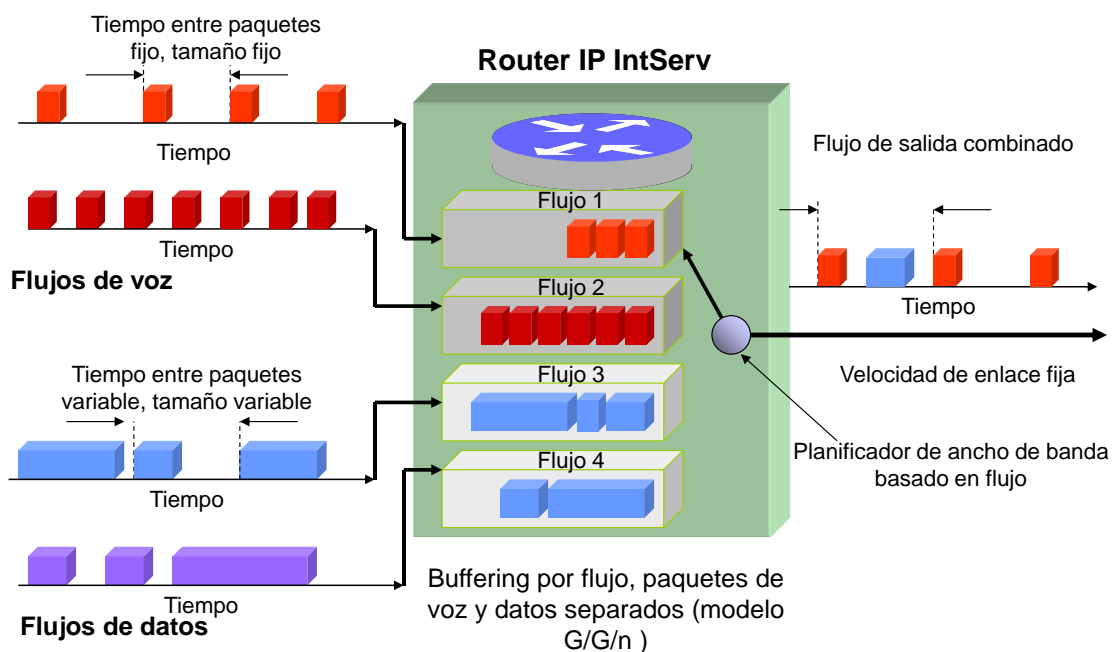 Tiempo entre paquetes
fijo, tamaño fijo
Tiempo
Tiempo
Flujos de voz
Tiempo entre paquetes
variable, tamaño variable
Tiempo
Tiempo
Flujos de datos
Router IP IntServ
Flujo 1
Flujo 2
Flujo 3
Flujo 4
Buffering por flujo, paquetes de
voz y datos separados (modelo
G/G/n )
Flujo de salida combinado
Tiempo
Velocidad de enlace fija
Planificador de ancho de banda
basado en flujo